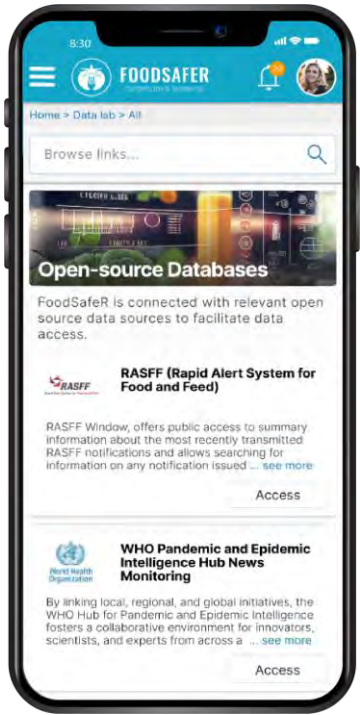 8:30
FOODSAFER
Home > Data lab > All
Browse links...
Open-source Databases
FoodSafeR is connected with relevant open
source data sources to facilitate data
access.
RASFF
RASFF (Rapid Alert System for
Food and Feed)
RASFF Window, offers public access to summary
information about the most recently transmitted
RASFF notifications and allows searching for
information on any notification issued ... see more
Access
World Health
Organization
WHO Pandemic and Epidemic
Intelligence Hub News
Monitoring
By linking local, regional, and global initiatives, the
WHO Hub for Pandemic and Epidemic Intelligence
fosters a collaborative environment for innovators,
scientists, and experts from across a ... see more
Access